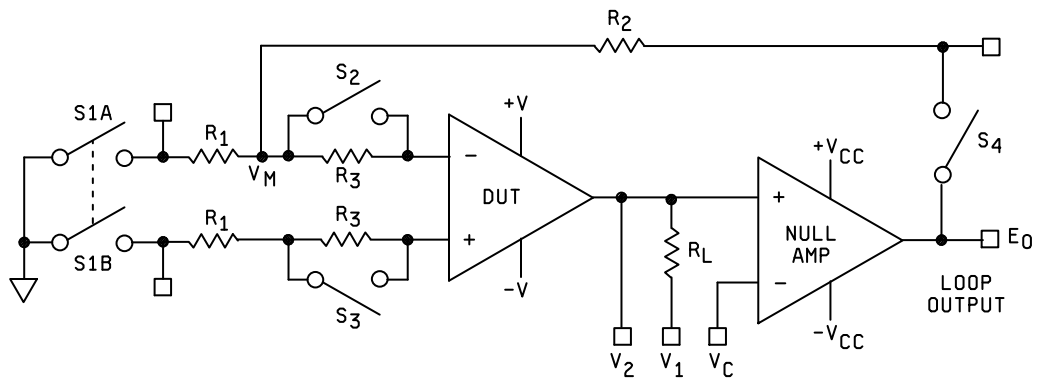 R2
S2
S1A
+V
R1
S4
+VCC
VM
R3
DUT
R1
R3
NULL
AMP
EO
S1B
RL
LOOP
OUTPUT
-V
S3
-VCC
V2
V1
VC
−
+
+
−